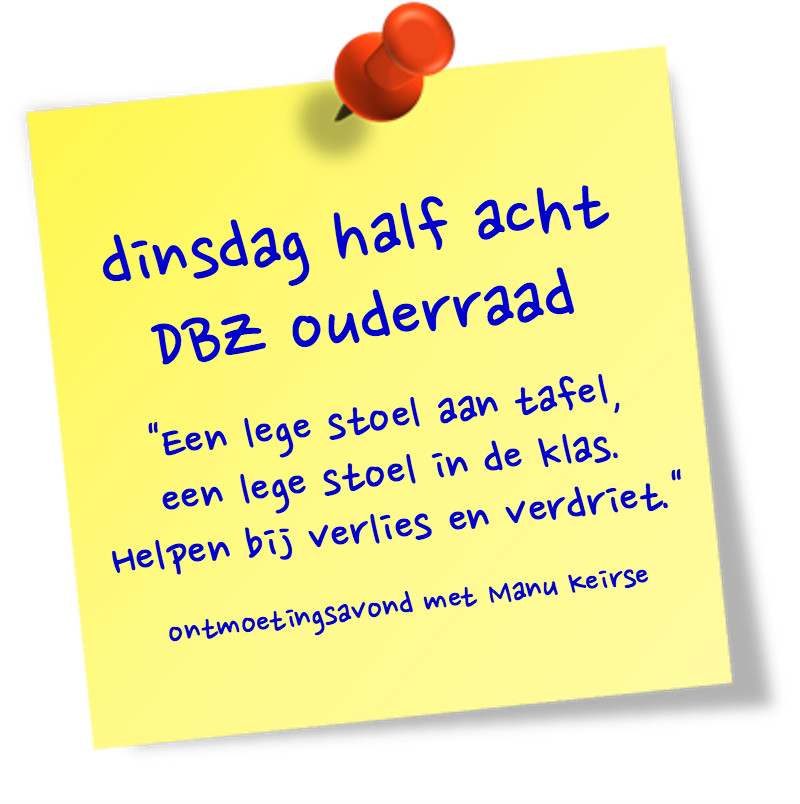 dinsdag half acht
DBZ ouderraad
"Een lege stoel aan tafel,
een lege stoel in de klas.
Helpen bij verlies en verdriet."
ontmoetingsavond met Manu Keirse